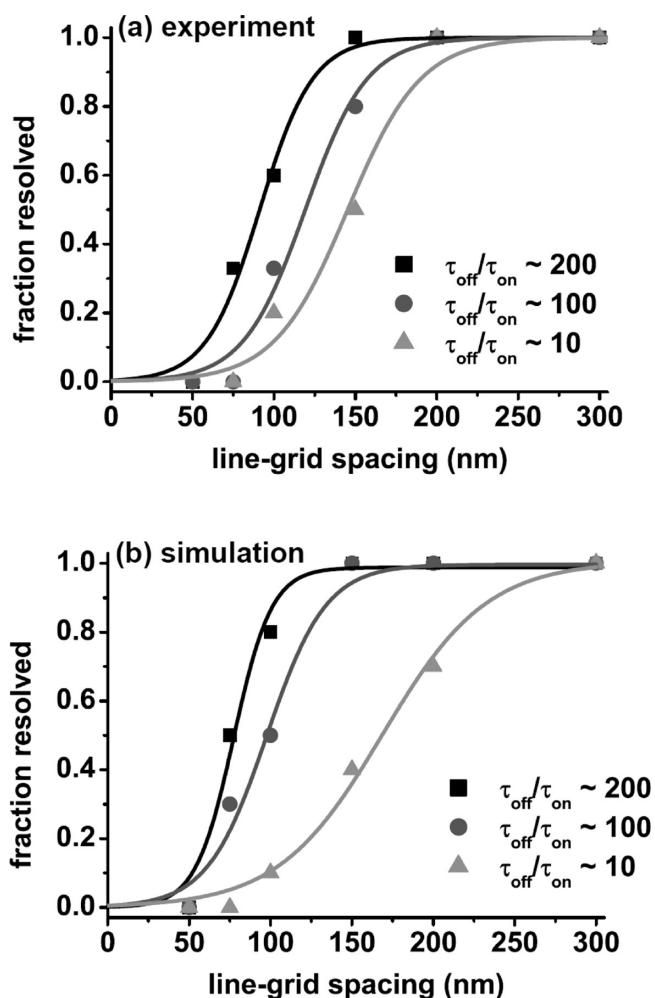 (a) experiment
1.0
0.8
0.6
0.4
0.2
0.0
fraction resolved
τoff/τon ~ 200
τoff/τon ~ 100
τoff/τon ~ 10
0 50 100 150 200 250 300
line-grid spacing (nm)
(b) simulation
1.0
0.8
0.6
0.4
0.2
0.0
fraction resolved
τoff/τon ~ 200
τoff/τon ~ 100
τoff/τon ~ 10
0 50 100 150 200 250 300
line-grid spacing (nm)